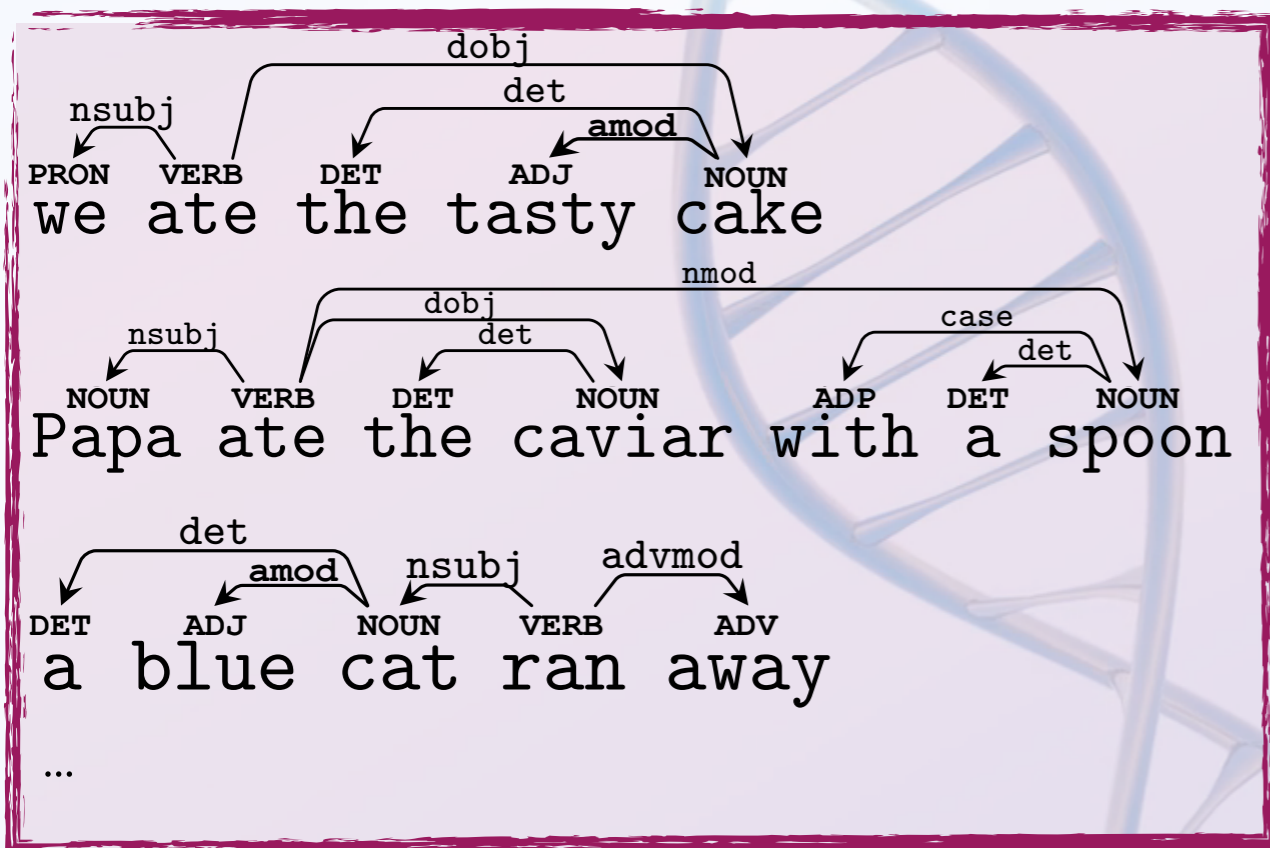 dobj
det
nsubj amod
PRON VERB DET ADJ NOUN
we ate the tasty cake
nmod
dobj
case
nsubj det
det
NOUN VERB DET NOUN ADP DET NOUN
Papa ate the caviar with a spoon
det
amod nsubj advmod
DET ADJ NOUN VERB ADV
a blue cat ran away
...